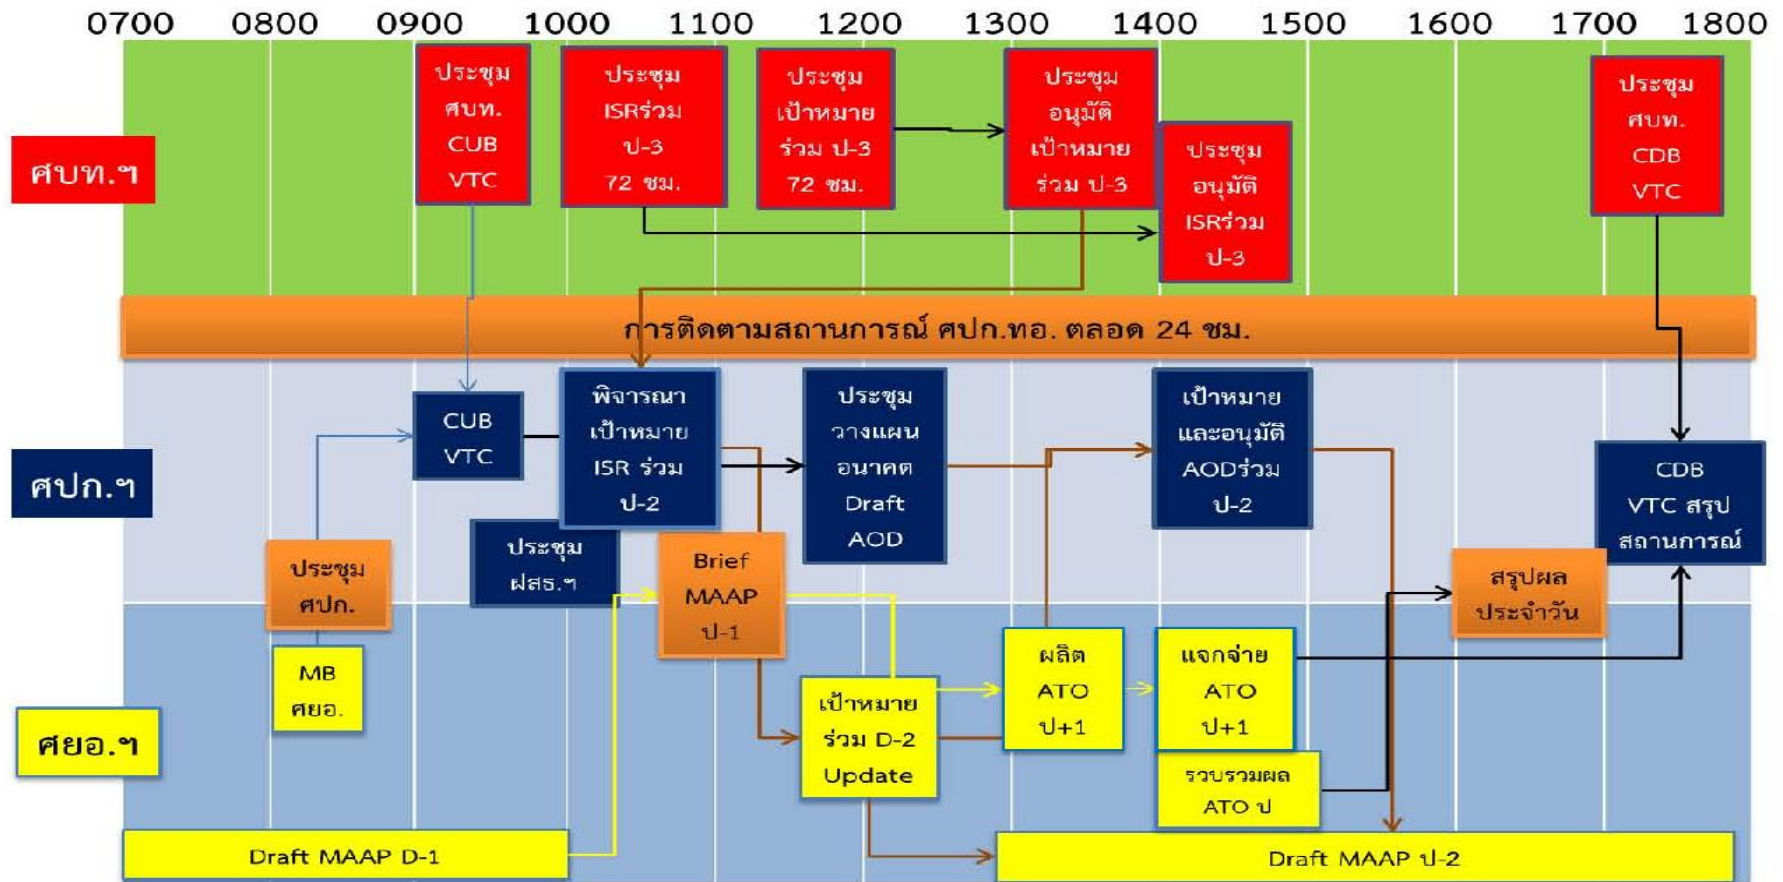 0700 0800 0900 1000 1100 1200 1300 1400 1500 1600 1700 1800
ศบท.ฯ
ประชุม
ศบท.
CUB
VTC
ประชุม
ISRร่วม
ป-3
72 ชม.
ประชุม
เป้าหมาย
ร่วม ป-3
72 ชม.
ประชุม
อนุมัติ
เป้าหมาย
ร่วม ป-3
ประชุม
อนุมัติ
ISRร่วม
ป-3
ประชุม
ศบท.
CDB
VTC
การติดตามสถานการณ์ ศปก.ทอ. ตลอด 24 ชม.
ศปก.ฯ
CUB
VTC
พิจารณา
เป้าหมาย
ISR ร่วม
ป-2
ประชุม
วางแผน
อนาคต
Draft
AOD
เป้าหมาย
และอนุมัติ
AODร่วม
ป-2
CDB
VTC สรุป
สถานการณ์
ประชุม
ศปก.
ประชุม
ฝสธ.ฯ
Brief
MAAP
ป-1
สรุปผล
ประจำวัน
ศยอ.ฯ
MB
ศยอ.
เป้าหมาย
ร่วม D-2
Update
ผลิต
ATO
ป+1
แจกจ่าย
ATO
ป+1
รวบรวมผล
ATO ป
Draft MAAP D-1
Draft MAAP ป-2